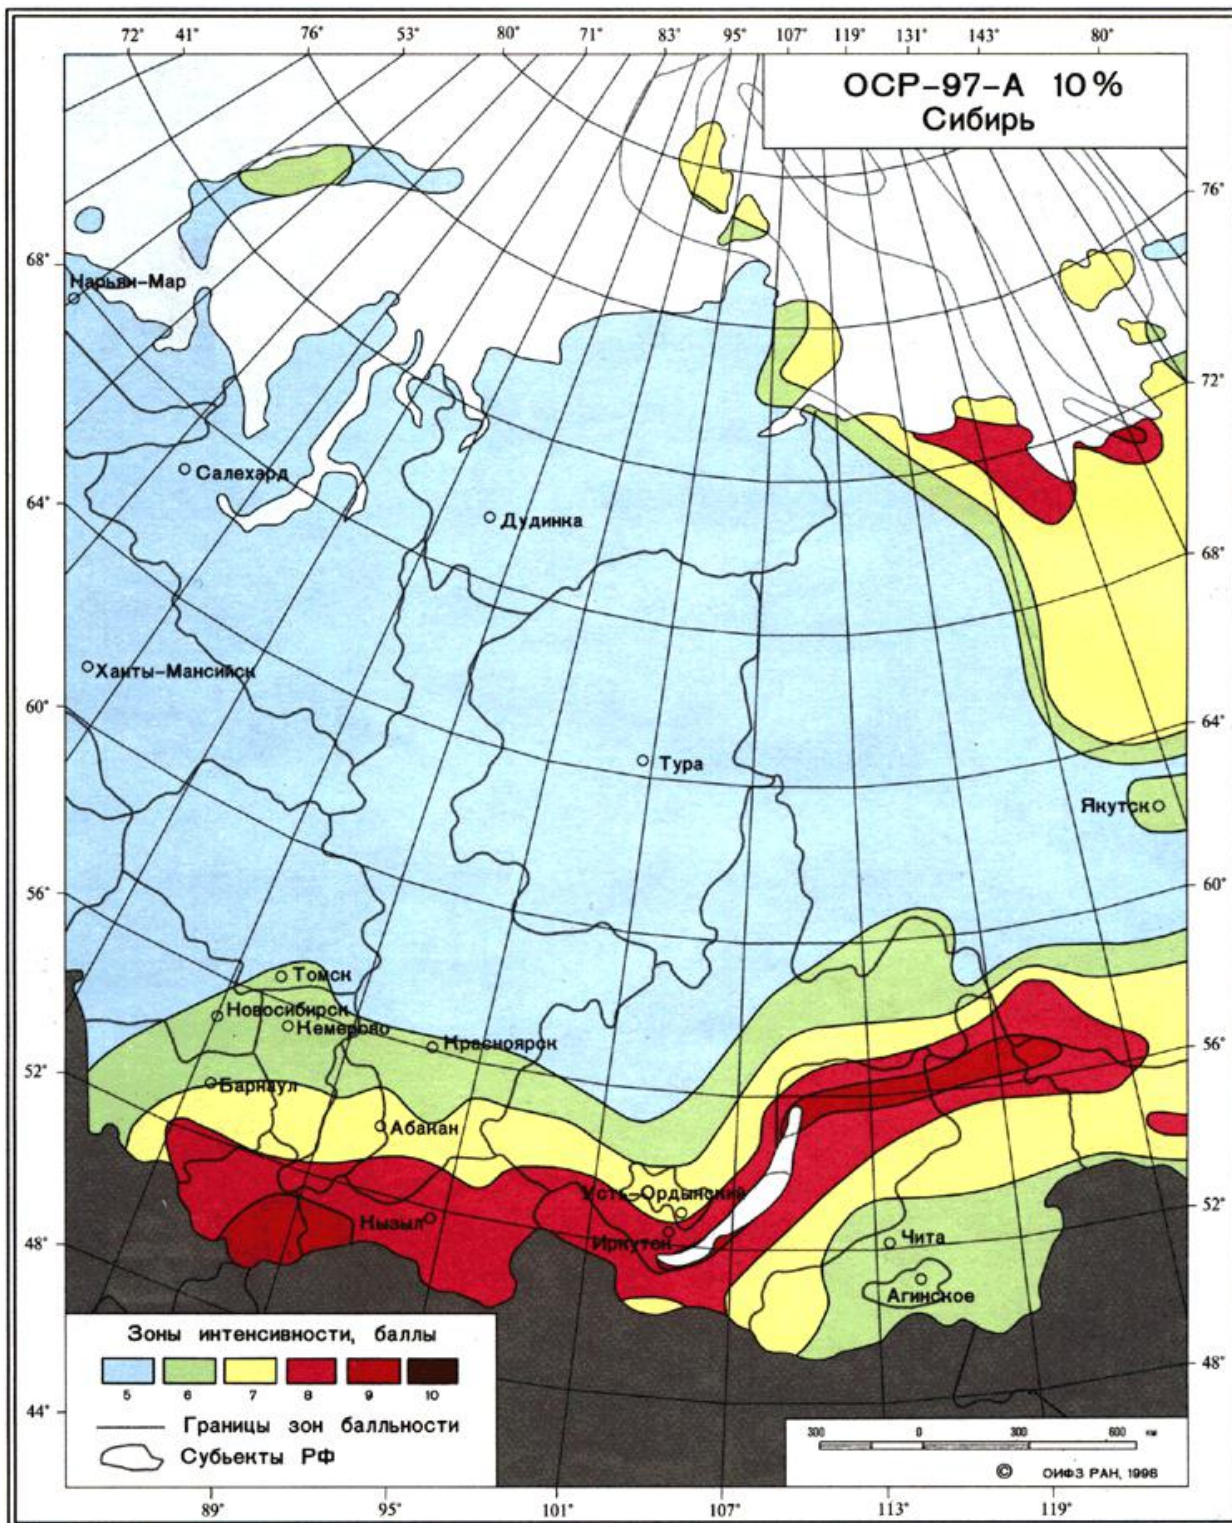 72° 41° 76° 53° 80° 71° 83° 95° 107° 119° 131° 143° 80°
ОСР-97-А 10%
Сибирь
76°
68°
Нарьян-Мар
72°
Салехард
64°
Дудинка
68°
Ханты-Мансийск
60°
64°
Тура
Якутск
56°
60°
Томск
Новосибирск
Кемерово
Красноярск
56°
52°
Барнаул
Абакан
Усть-Ордынский
52°
Кызыл
Иркутск
Чита
48°
Агинское
Зоны интенсивности, баллы
5 6 7 8 9 10
48°
44°
Границы зон балльности
Субьекты РФ
300 0 300 600 км
© ОИФЗ РАН, 1998
89° 95° 101° 107° 113° 119°